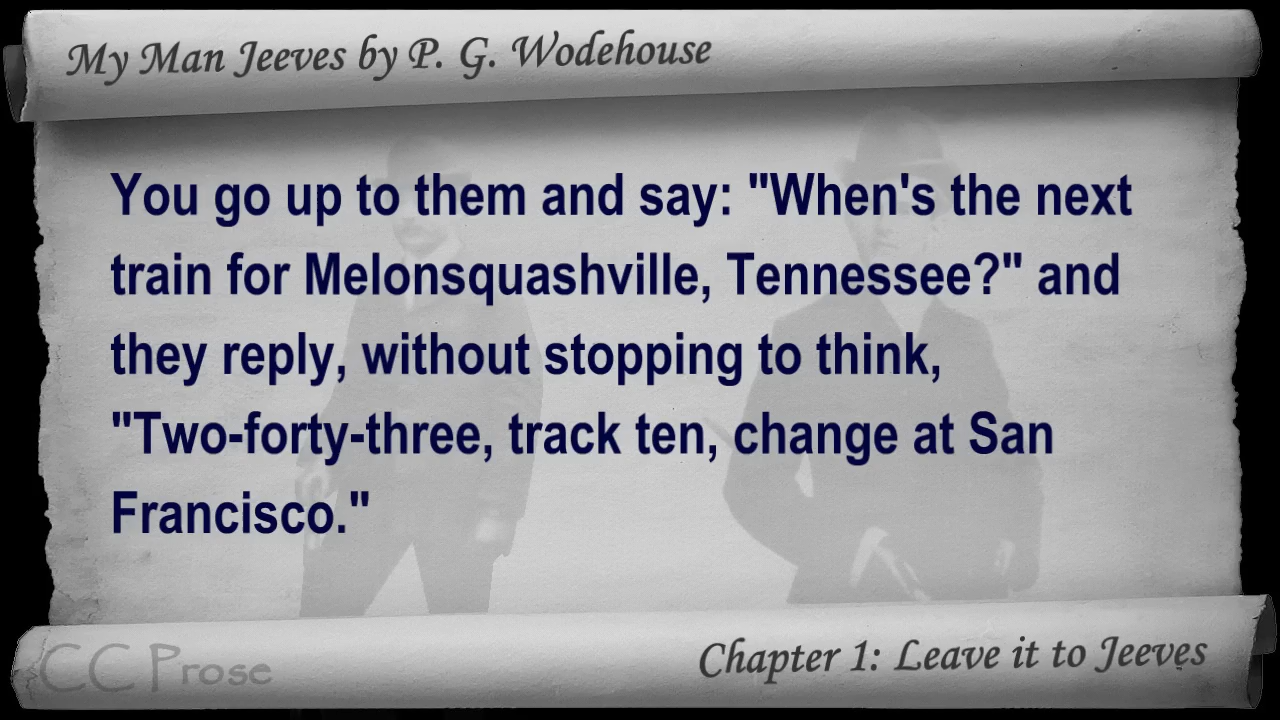 My Man Jeeves by P. G. Wodehouse
You go up to them and say: "When's the next
train for Melonsquashville, Tennessee?" and
they reply, without stopping to think,
"Two-forty-three, track ten, change at San
Francisco."
CC Prose
Chapter 1: Leave it to Jeeves